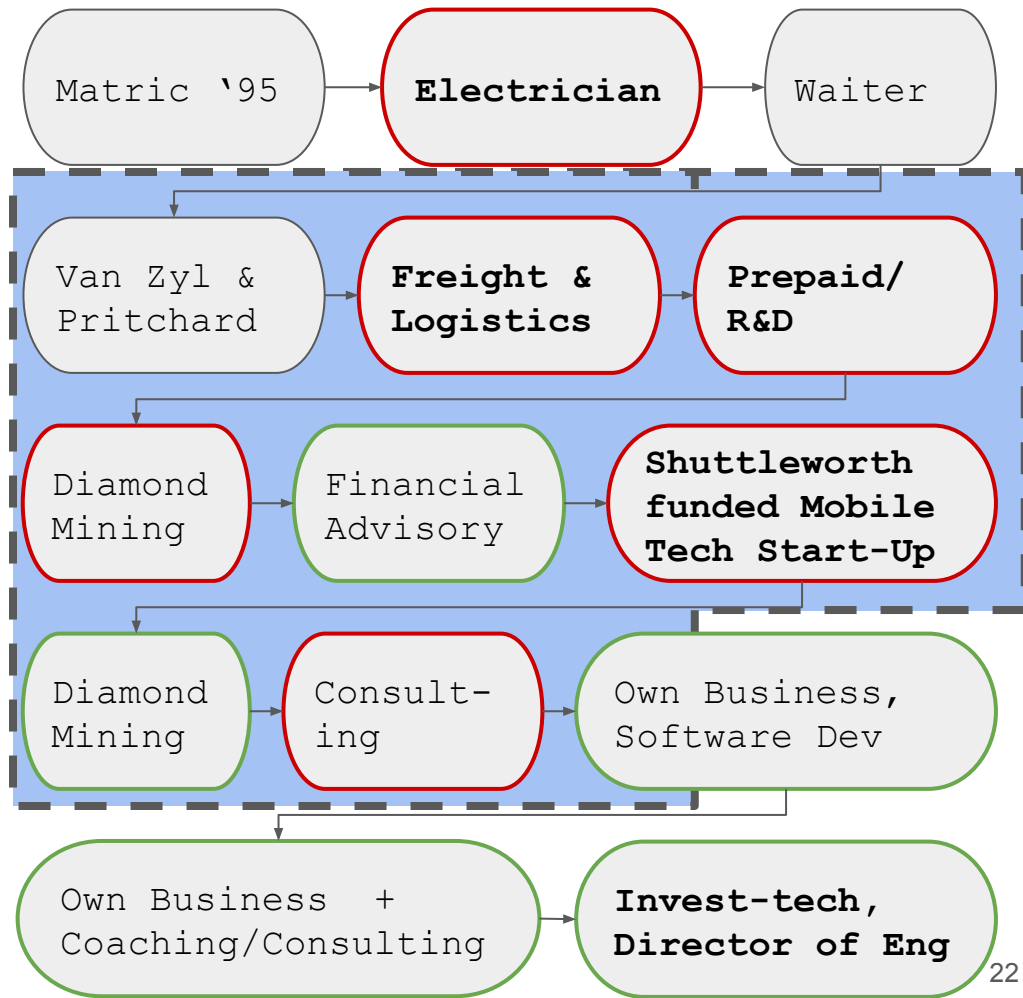 Matric ‘95
Electrician
Waiter
Van Zyl &
Pritchard
Freight &
Logistics
Prepaid/
R&D
Diamond
Mining
Financial
Advisory
Shuttleworth
funded Mobile
Tech Start-Up
Diamond
Mining
Consult-
ing
Own Business,
Software Dev
Own Business +
Coaching/Consulting
Invest-tech,
Director of Eng
22